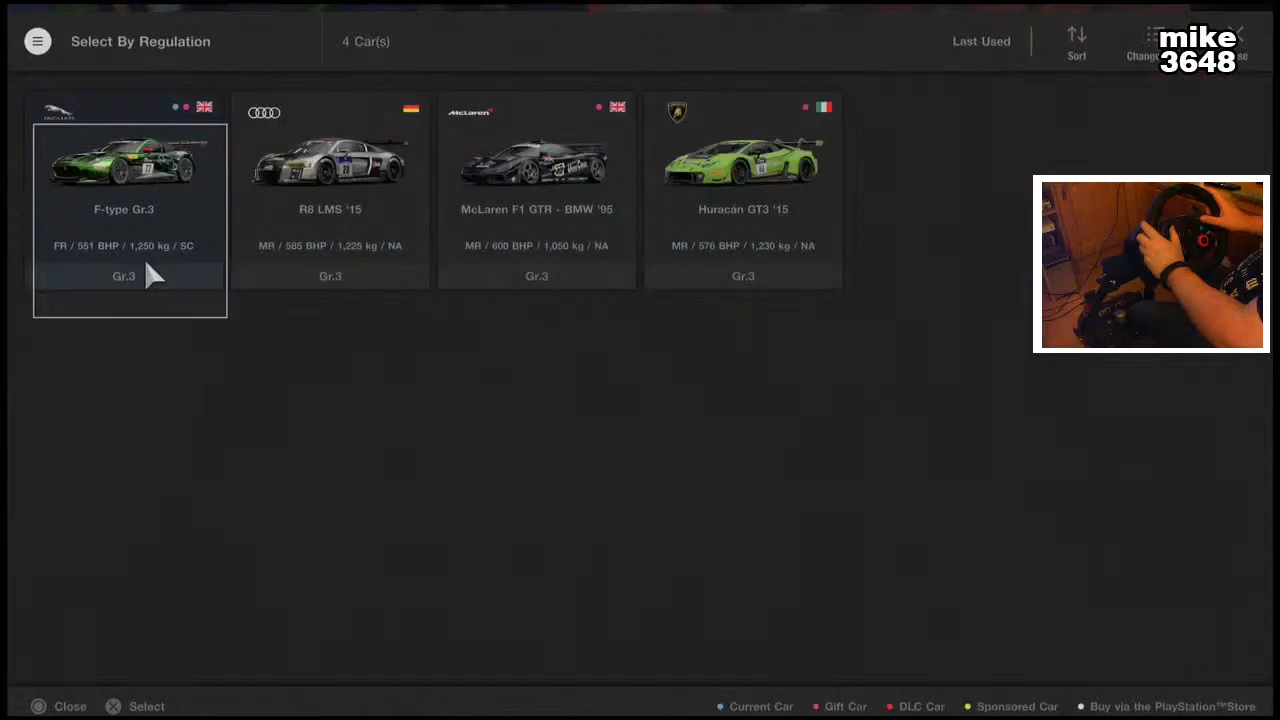 Select By Regulation
4 Car(s)
Last Used
Sort
mike
3648
F-type Gr.3
FR / 551 BHP / 1,250 kg / SC
Gr.3
McLaren
R8 LMS '15
MR / 585 BHP / 1,225 kg / NA
Gr.3
McLaren F1 GTR - BMW '95
MR / 600 BHP / 1,050 kg / NA
Gr.3
Huracán GT3 '15
MR / 576 BHP / 1,230 kg / NA
Gr.3
Close
Select
Current Car
Gift Car
DLC Car
Sponsored Car
Buy via the PlayStation™Store